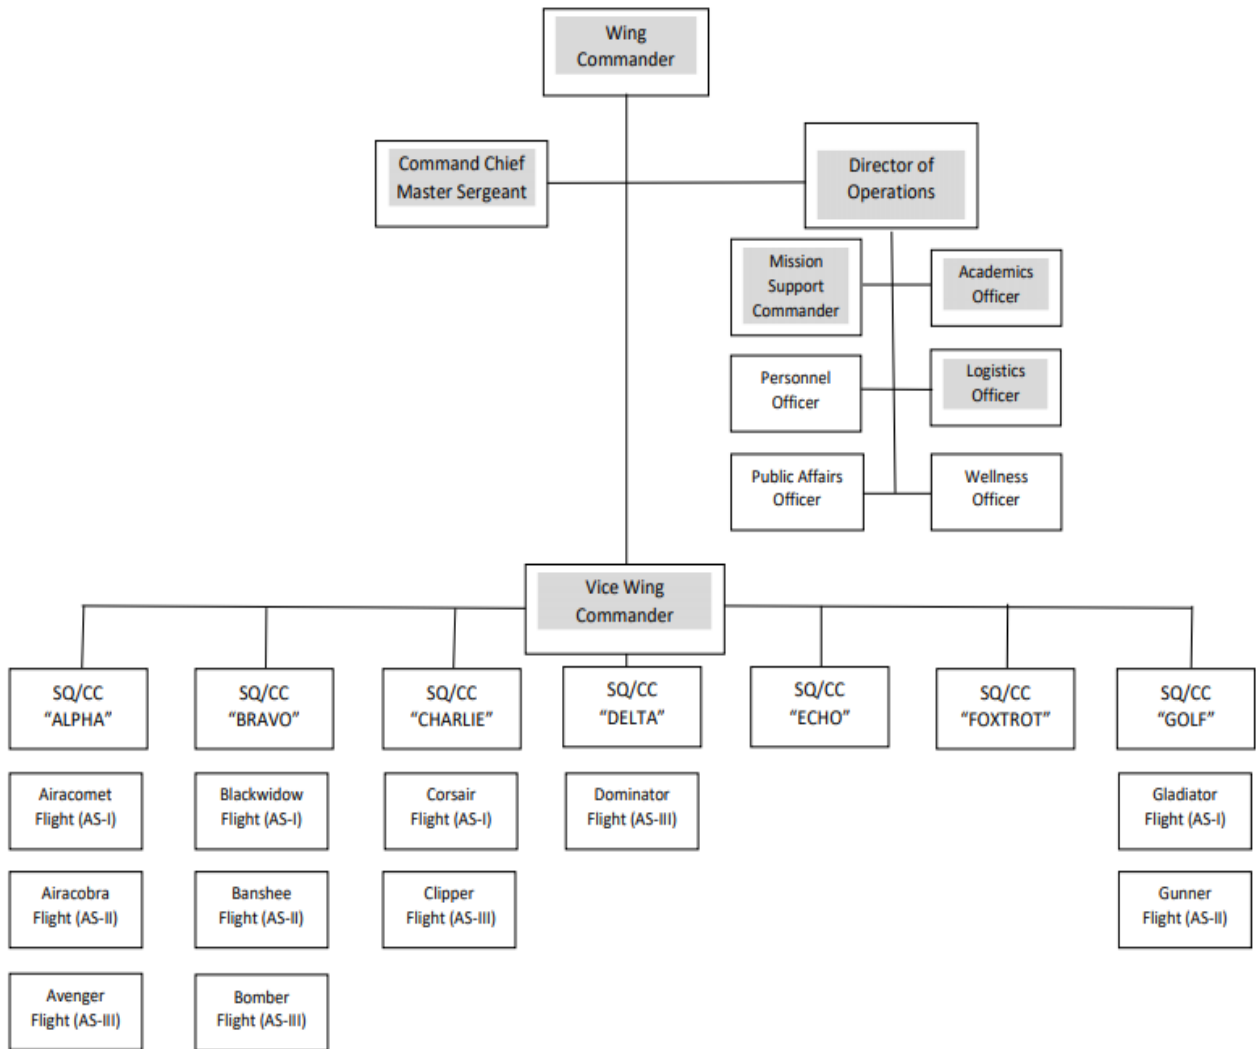 Wing
Commander
Command Chief
Master Sergeant
Director of
Operations
Mission
Support
Commander
Academics
Officer
Personnel
Officer
Logistics
Officer
Public Affairs
Officer
Wellness
Officer
Vice Wing
Commander
SQ/CC
“ALPHA”
SQ/CC
“BRAVO”
SQ/CC
“CHARLIE”
SQ/CC
“DELTA”
SQ/CC
“ECHO”
SQ/CC
“FOXTROT”
SQ/CC
“GOLF”
Airacomet
Flight (AS-I)
Blackwidow
Flight (AS-I)
Corsair
Flight (AS-I)
Dominator
Flight (AS-III)
Gladiator
Flight (AS-I)
Airacobra
Flight (AS-II)
Banshee
Flight (AS-II)
Clipper
Flight (AS-III)
Gunner
Flight (AS-II)
Avenger
Flight (AS-III)
Bomber
Flight (AS-III)